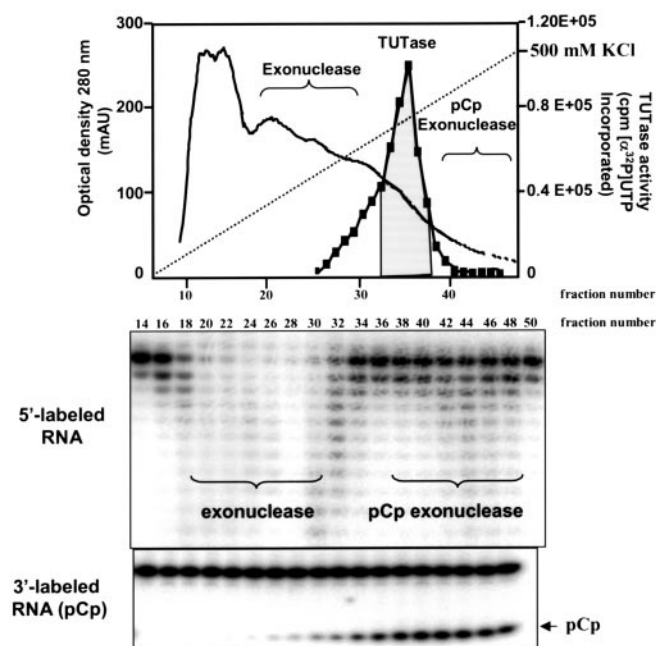 300
200
100
0
Optical density 280 nm
(mAU)
Exonuclease
TUTase
pCp
Exonuclease
1.20E+05
500 mM KCl
0.8 E+05
0.4 E+05
0
TUTase activity
(cpm [α³²P]UTP
Incorporated)
10 20 30 40 fraction number
14 16 18 20 22 24 26 28 30 32 34 36 38 40 42 44 46 48 50 fraction number
5'-labeled
RNA
exonuclease pCp exonuclease
3'-labeled
RNA (pCp)
pCp